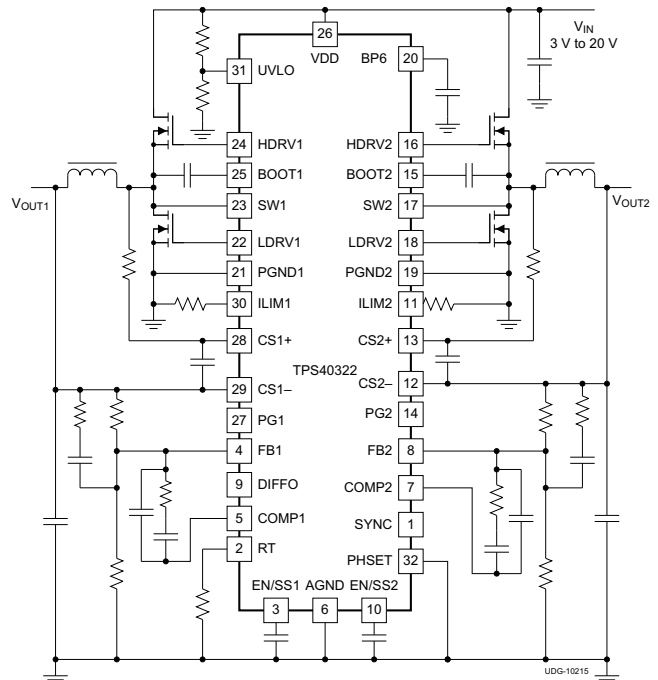 VIN
3 V to 20 V
26
VDD
BP6
20
31
UVLO
24
HDRV1
HDRV2
16
25
BOOT1
BOOT2
15
VOUT1
23
SW1
SW2
17
VOUT2
22
LDRV1
LDRV2
18
21
PGND1
PGND2
19
30
ILIM1
ILIM2
11
28
CS1+
CS2+
13
TPS40322
29
CS1–
CS2–
12
27
PG1
PG2
14
4
FB1
FB2
8
9
DIFFO
COMP2
7
5
COMP1
SYNC
1
2
RT
PHSET
32
EN/SS1
AGND
EN/SS2
3
6
10
UDG-10215